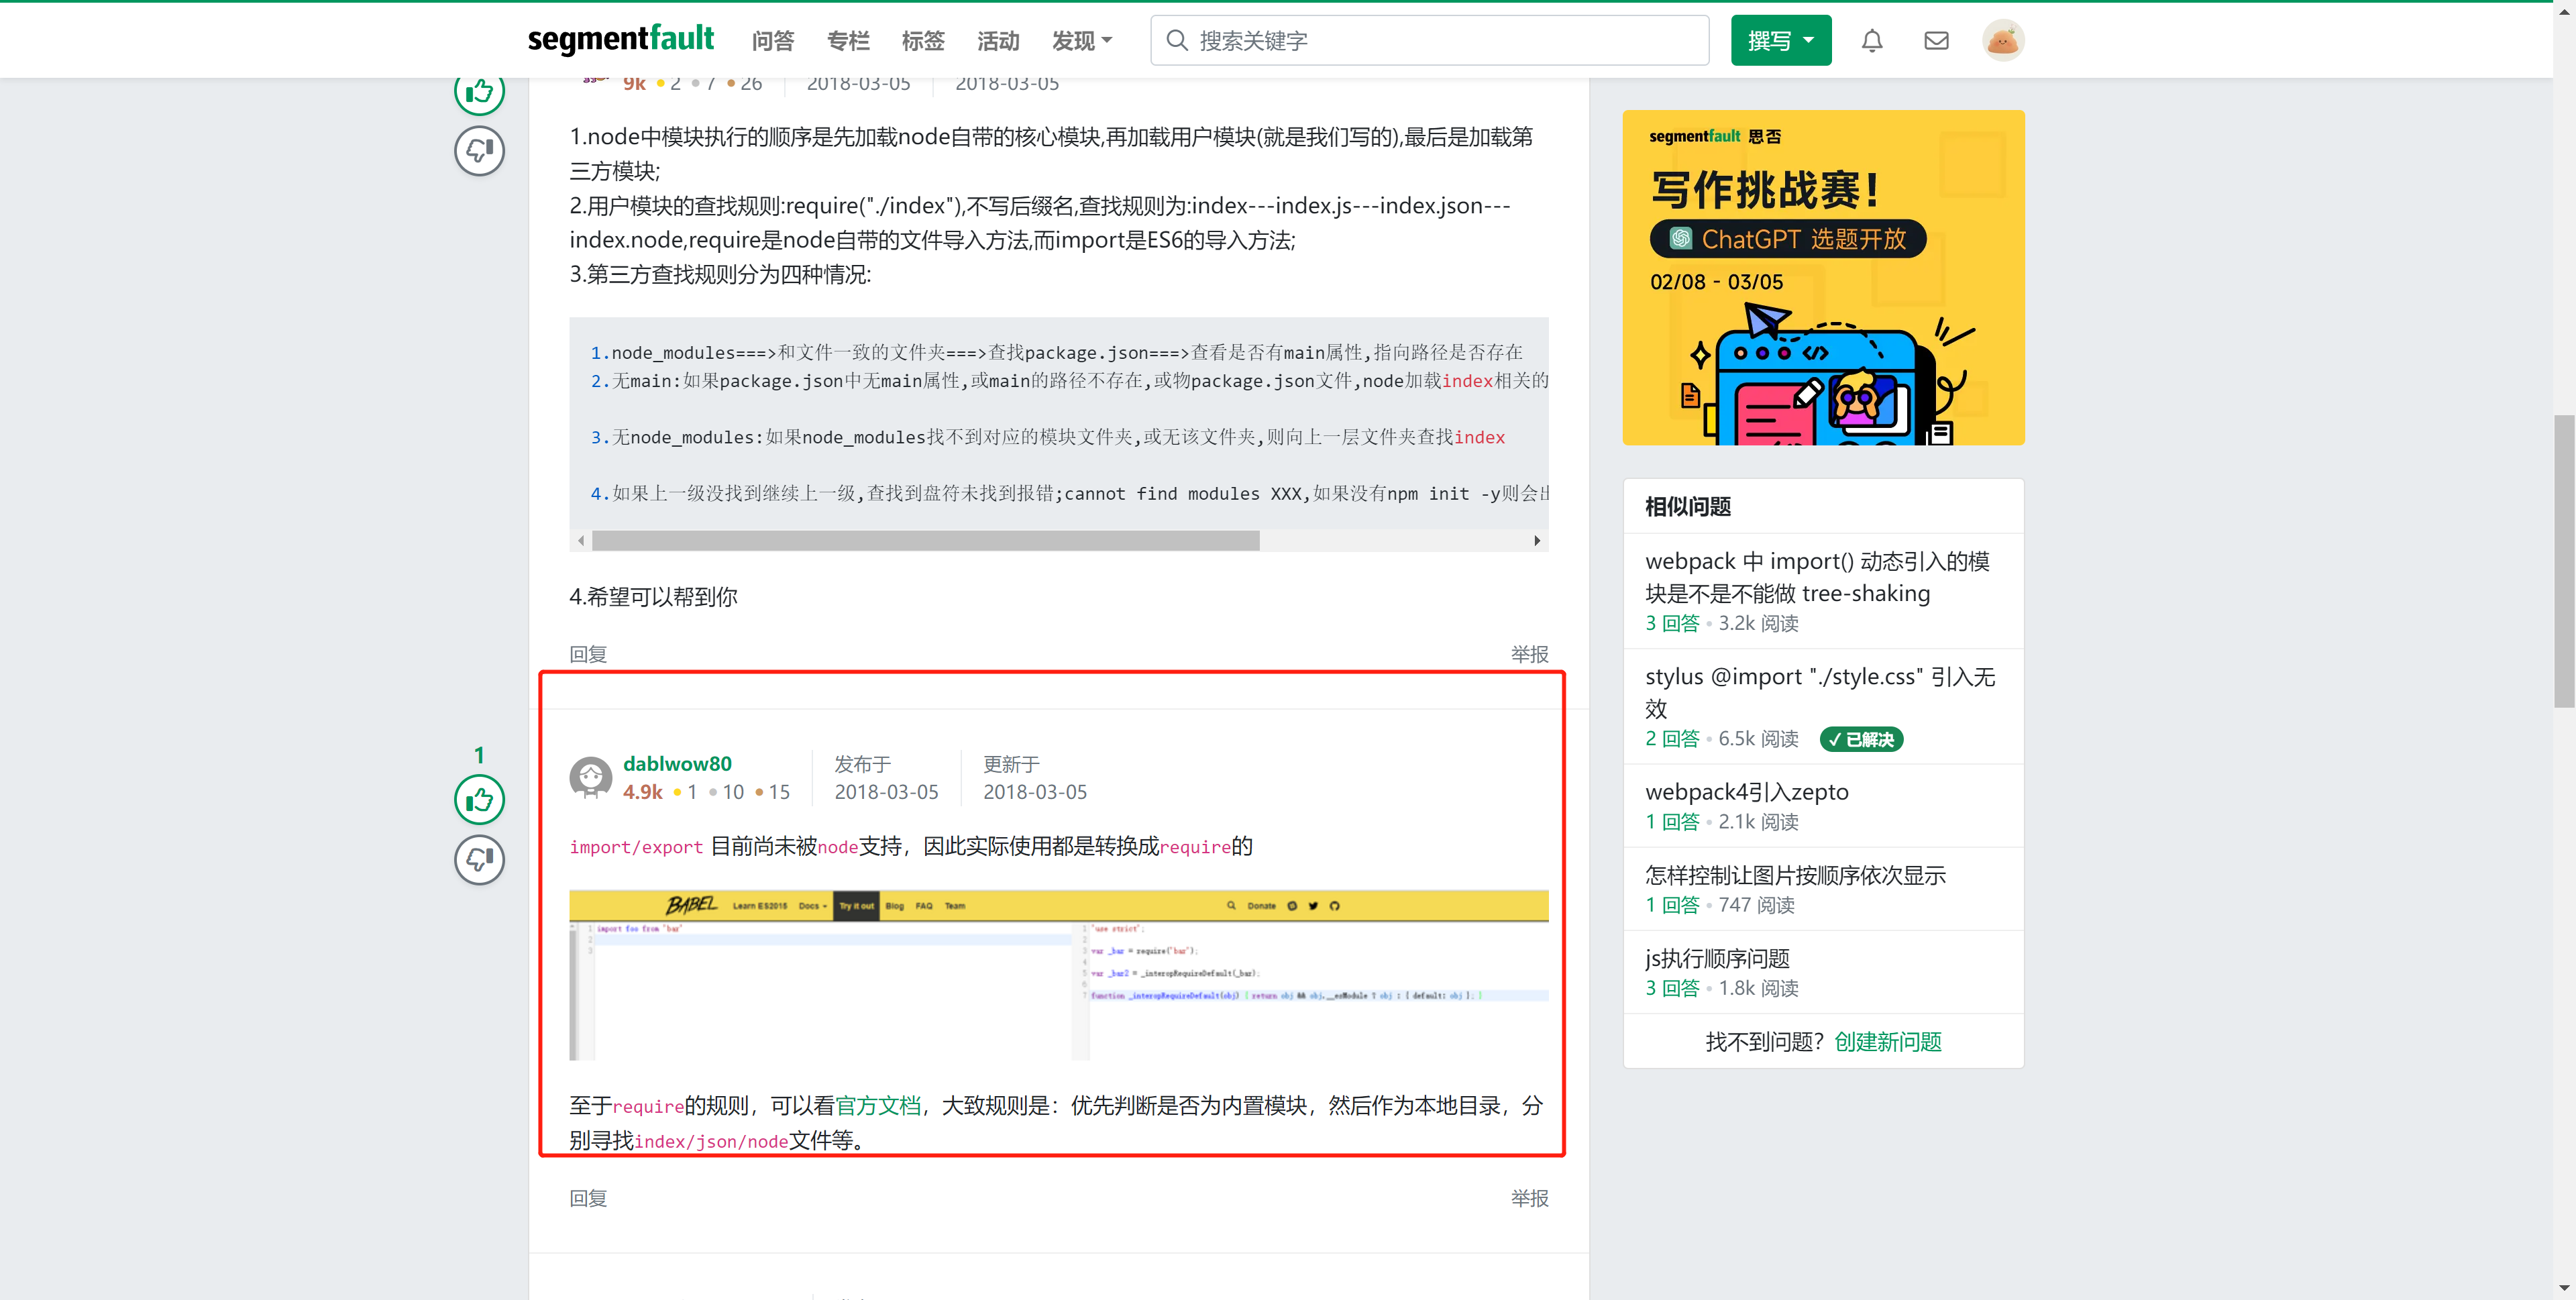 segmentfault 问答 专栏 标签 活动 发现 搜索关键字 撰写
9k 2 7 26 2018-03-05 2018-03-05
1.node中模块执行的顺序是先加载node自带的核心模块,再加载用户模块(就是我们写的),最后是加载第
三方模块;
2.用户模块的查找规则:require("./index"),不写后缀名,查找规则为:index---index.js---index.json---
index.node,require是node自带的文件导入方法,而import是ES6的导入方法;
3.第三方查找规则分为四种情况:
1.node_modules===>和文件一致的文件夹===>查找package.json===>查看是否有main属性,指向路径是否存在
2.无main:如果package.json中无main属性,或main的路径不存在,或物package.json文件,node加载index相关的
3.无node_modules:如果node_modules找不到对应的模块文件夹,或无该文件夹,则向上一层文件夹查找index
4.如果上一级没找到继续上一级,查找到盘符未找到报错;cannot find modules XXX,如果没有npm init -y则会出
4.希望可以帮到你
回复 举报
1
dablwow80 发布于 更新于
4.9k 1 10 15 2018-03-05 2018-03-05
import/export 目前尚未被node支持，因此实际使用都是转换成require的
BABEL Learn ES2015 Docs Try it out Blog FAQ Team Donate
1 import foo from 'bar'
2
3
1 'use strict';
2
3 var _bar = require('bar');
4
5 var _bar2 = _interopRequireDefault(_bar);
6
7 function _interopRequireDefault(obj) { return obj && obj.__esModule ? obj : { default: obj }; }
至于require的规则，可以看官方文档，大致规则是：优先判断是否为内置模块，然后作为本地目录，分
别寻找index/json/node文件等。
回复 举报
segmentfault 思否
写作挑战赛!
ChatGPT 选题开放
02/08 - 03/05
相似问题
webpack 中 import() 动态引入的模
块是不是不能做 tree-shaking
3 回答 3.2k 阅读
stylus @import "./style.css" 引入无
效
2 回答 6.5k 阅读 已解决
webpack4引入zepto
1 回答 2.1k 阅读
怎样控制让图片按顺序依次显示
1 回答 747 阅读
js执行顺序问题
3 回答 1.8k 阅读
找不到问题？创建新问题